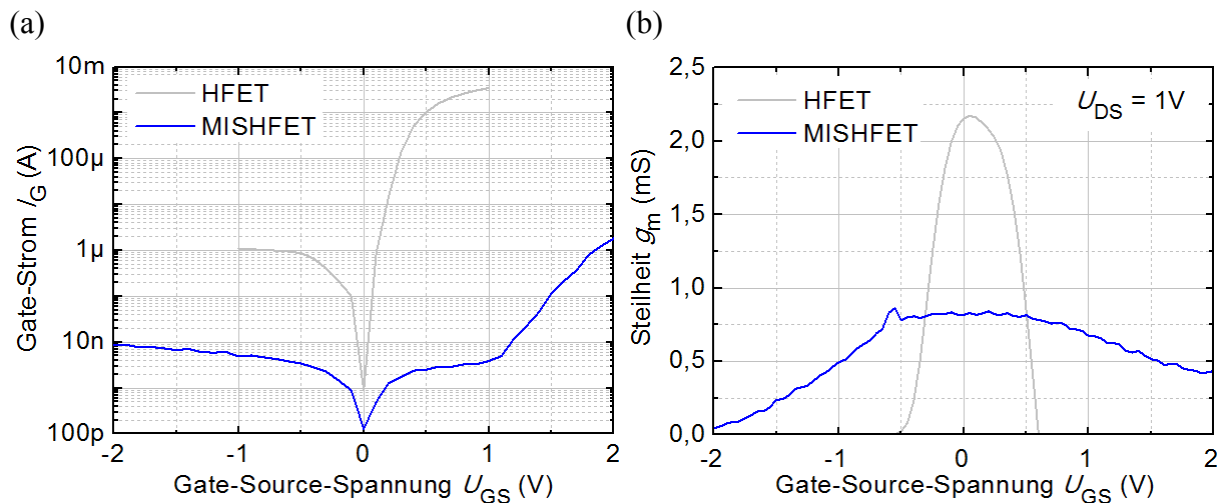 (a)
10m
100µ
1µ
10n
100p
Gate-Strom I_G (A)
HFET
MISHFET
-2 -1 0 1 2
Gate-Source-Spannung U_GS (V)
(b)
2,5
2,0
1,5
1,0
0,5
0,0
Steilheit g_m (mS)
HFET
MISHFET
U_DS = 1V
-2 -1 0 1 2
Gate-Source-Spannung U_GS (V)